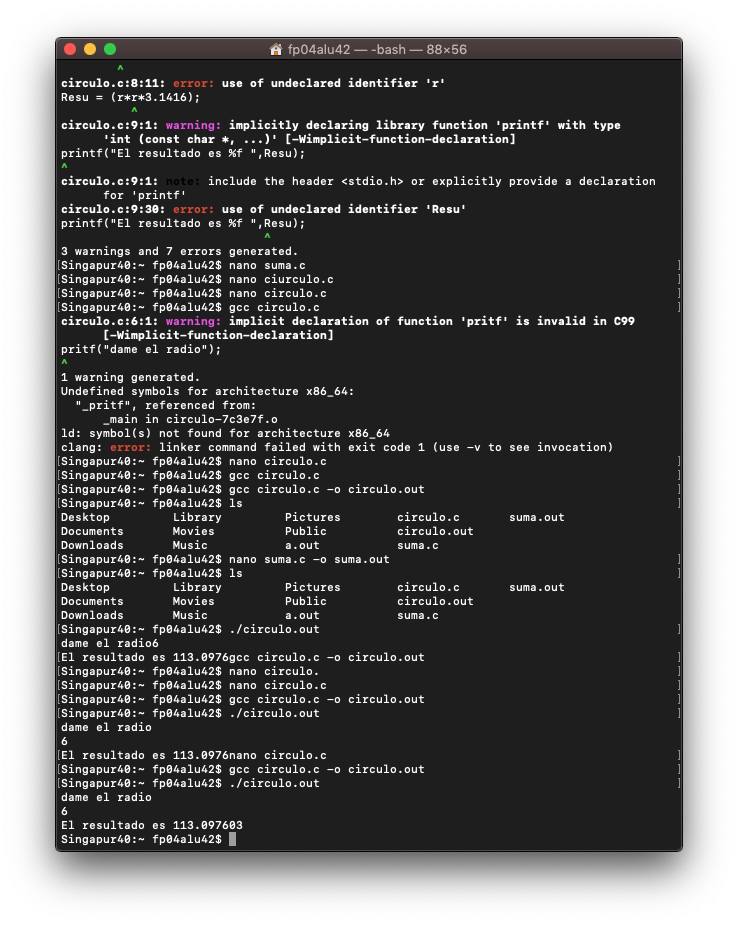 fp04alu42 — -bash — 88×56
^
circulo.c:8:11: error: use of undeclared identifier 'r'
Resu = (r*r*3.1416);
^
circulo.c:9:1: warning: implicitly declaring library function 'printf' with type
'int (const char *, ...)' [-Wimplicit-function-declaration]
printf("El resultado es %f ",Resu);
^
circulo.c:9:1: note: include the header <stdio.h> or explicitly provide a declaration
for 'printf'
circulo.c:9:30: error: use of undeclared identifier 'Resu'
printf("El resultado es %f ",Resu);
^
3 warnings and 7 errors generated.
[Singapur40:~ fp04alu42$ nano suma.c ]
[Singapur40:~ fp04alu42$ nano ciurculo.c ]
[Singapur40:~ fp04alu42$ nano circulo.c ]
[Singapur40:~ fp04alu42$ gcc circulo.c ]
circulo.c:6:1: warning: implicit declaration of function 'pritf' is invalid in C99
[-Wimplicit-function-declaration]
pritf("dame el radio");
^
1 warning generated.
Undefined symbols for architecture x86_64:
"_pritf", referenced from:
_main in circulo-7c3e7f.o
ld: symbol(s) not found for architecture x86_64
clang: error: linker command failed with exit code 1 (use -v to see invocation)
[Singapur40:~ fp04alu42$ nano circulo.c ]
[Singapur40:~ fp04alu42$ gcc circulo.c ]
[Singapur40:~ fp04alu42$ gcc circulo.c -o circulo.out ]
[Singapur40:~ fp04alu42$ ls ]
Desktop Library Pictures circulo.c suma.out
Documents Movies Public circulo.out
Downloads Music a.out suma.c
[Singapur40:~ fp04alu42$ nano suma.c -o suma.out ]
[Singapur40:~ fp04alu42$ ls ]
Desktop Library Pictures circulo.c suma.out
Documents Movies Public circulo.out
Downloads Music a.out suma.c
[Singapur40:~ fp04alu42$ ./circulo.out ]
dame el radio6
[El resultado es 113.0976gcc circulo.c -o circulo.out ]
[Singapur40:~ fp04alu42$ nano circulo. ]
[Singapur40:~ fp04alu42$ nano circulo.c ]
[Singapur40:~ fp04alu42$ gcc circulo.c -o circulo.out ]
[Singapur40:~ fp04alu42$ ./circulo.out ]
dame el radio
6
[El resultado es 113.0976nano circulo.c ]
[Singapur40:~ fp04alu42$ gcc circulo.c -o circulo.out ]
[Singapur40:~ fp04alu42$ ./circulo.out ]
dame el radio
6
El resultado es 113.097603
Singapur40:~ fp04alu42$